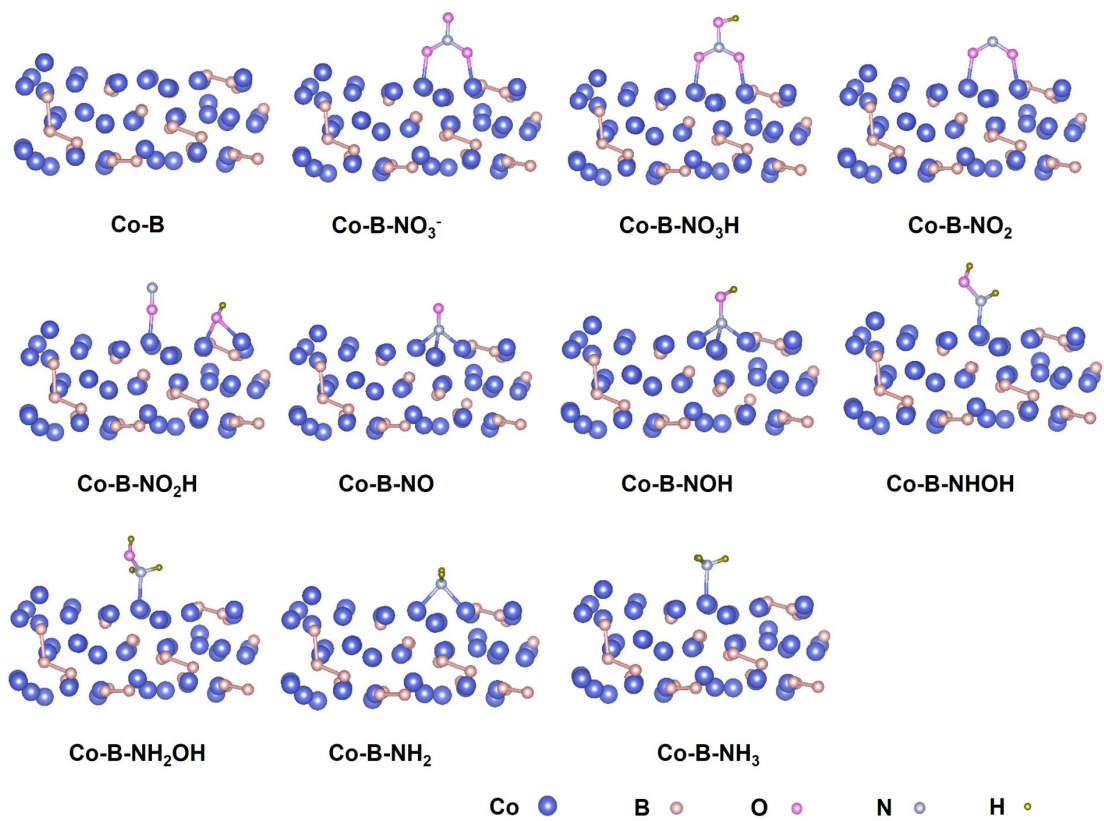 Co-B Co-B-NO₃⁻ Co-B-NO₃H Co-B-NO₂
Co-B-NO₂H Co-B-NO Co-B-NOH Co-B-NHOH
Co-B-NH₂OH Co-B-NH₂ Co-B-NH₃
Co B O N H